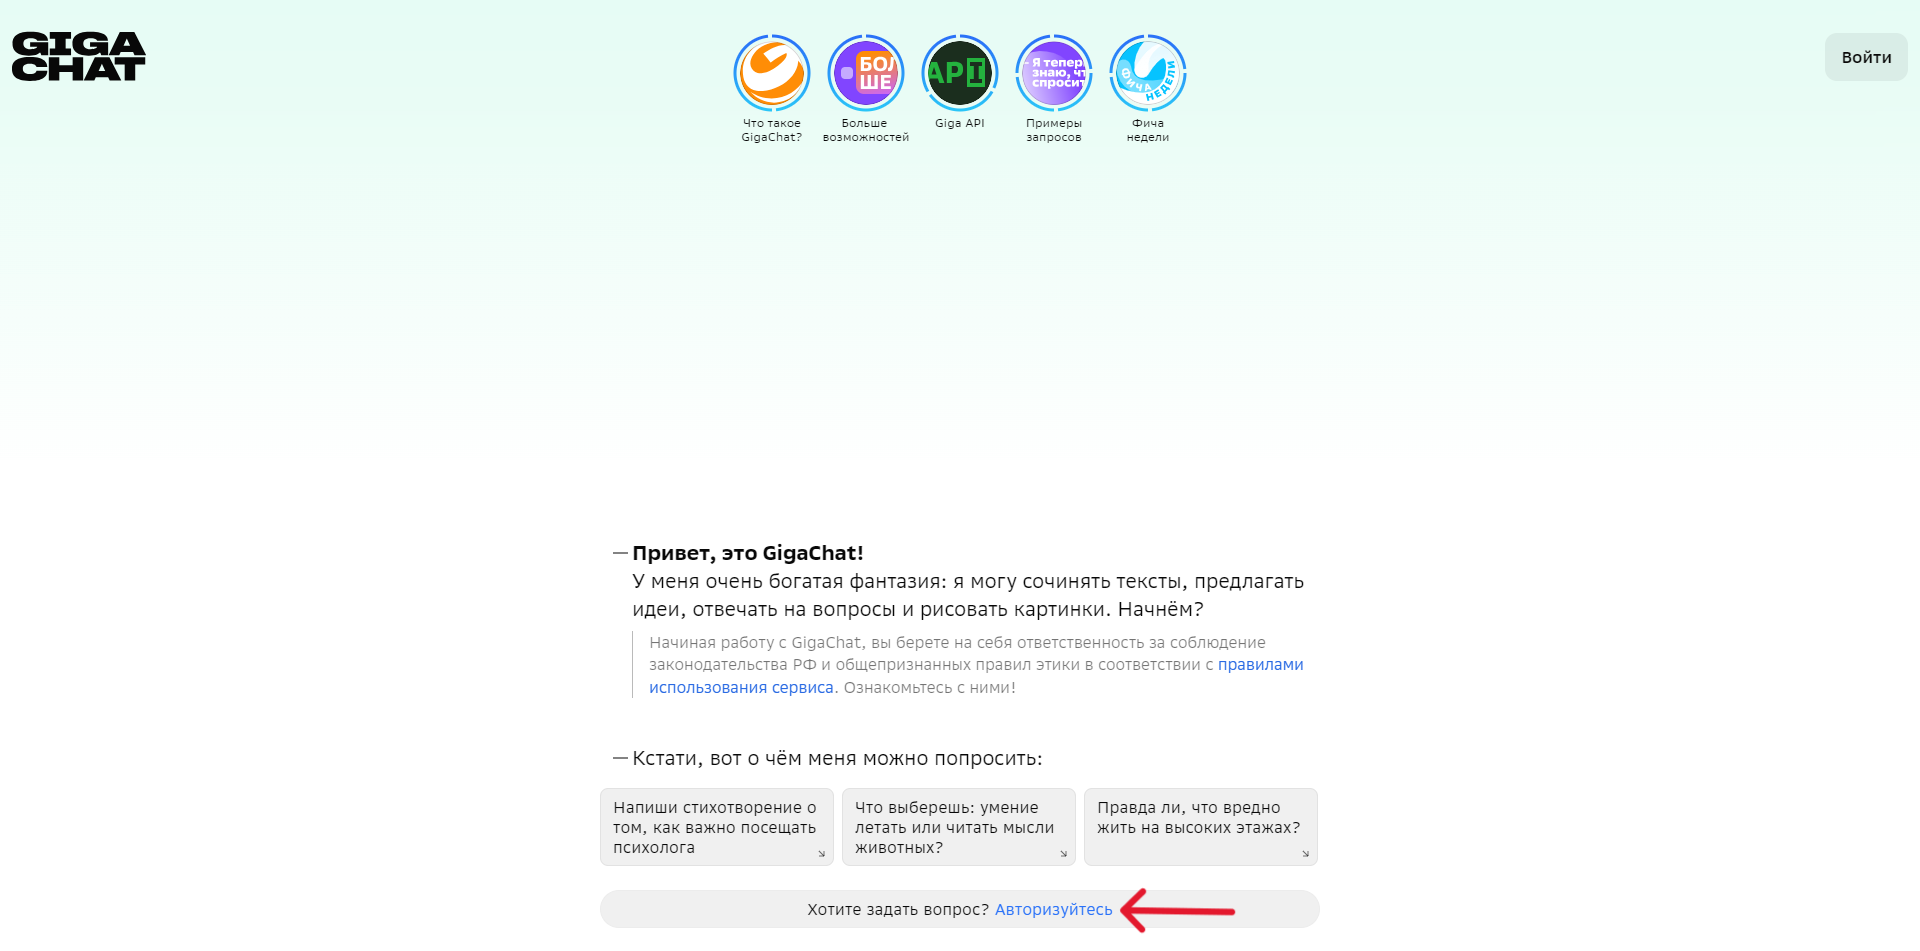 GIGA
CHAT
БОЛ
ШЕ
API
Я теперь
знаю, чт
спросит
ФИЧА
НЕДЕЛИ
Что такое
GigaChat?
Больше
возможностей
Giga API
Примеры
запросов
Фича
недели
Войти
— Привет, это GigaChat!
У меня очень богатая фантазия: я могу сочинять тексты, предлагать
идеи, отвечать на вопросы и рисовать картинки. Начнём?
Начиная работу с GigaChat, вы берете на себя ответственность за соблюдение
законодательства РФ и общепризнанных правил этики в соответствии с правилами
использования сервиса. Ознакомьтесь с ними!
— Кстати, вот о чём меня можно попросить:
Напиши стихотворение о
том, как важно посещать
психолога
Что выберешь: умение
летать или читать мысли
животных?
Правда ли, что вредно
жить на высоких этажах?
Хотите задать вопрос? Авторизуйтесь